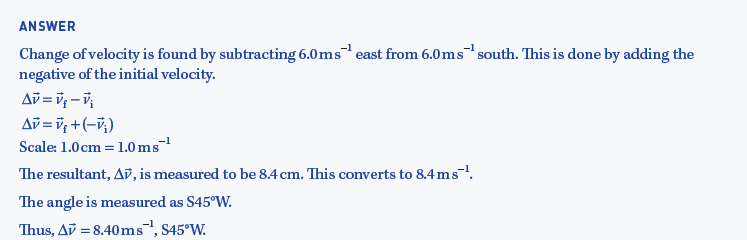 ANSWER
Change of velocity is found by subtracting 6.0 m s⁻¹ east from 6.0 m s⁻¹ south. This is done by adding the
negative of the initial velocity.
Δv⃗ = v⃗f − v⃗i
Δv⃗ = v⃗f + (−v⃗i)
Scale: 1.0 cm = 1.0 m s⁻¹
The resultant, Δv⃗, is measured to be 8.4 cm. This converts to 8.4 m s⁻¹.
The angle is measured as S45°W.
Thus, Δv⃗ = 8.40 m s⁻¹, S45°W.